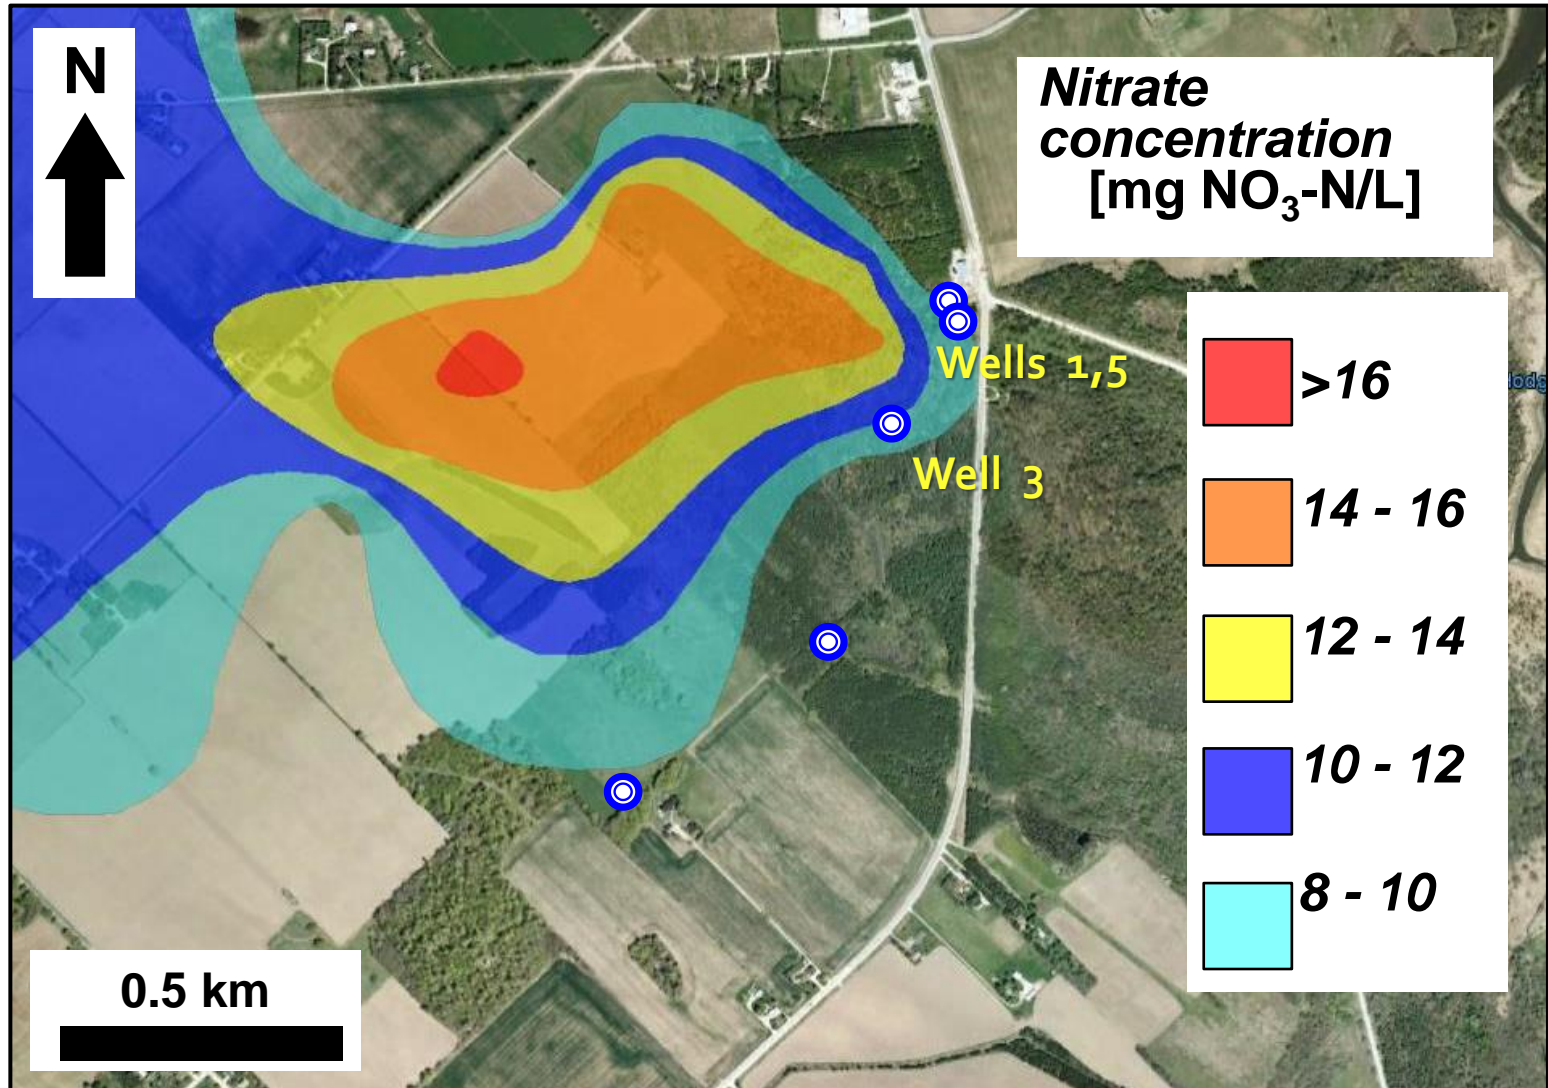 N
Nitrate
concentration
[mg NO₃-N/L]
Wells 1,5
Well 3
>16
14 - 16
12 - 14
10 - 12
8 - 10
0.5 km